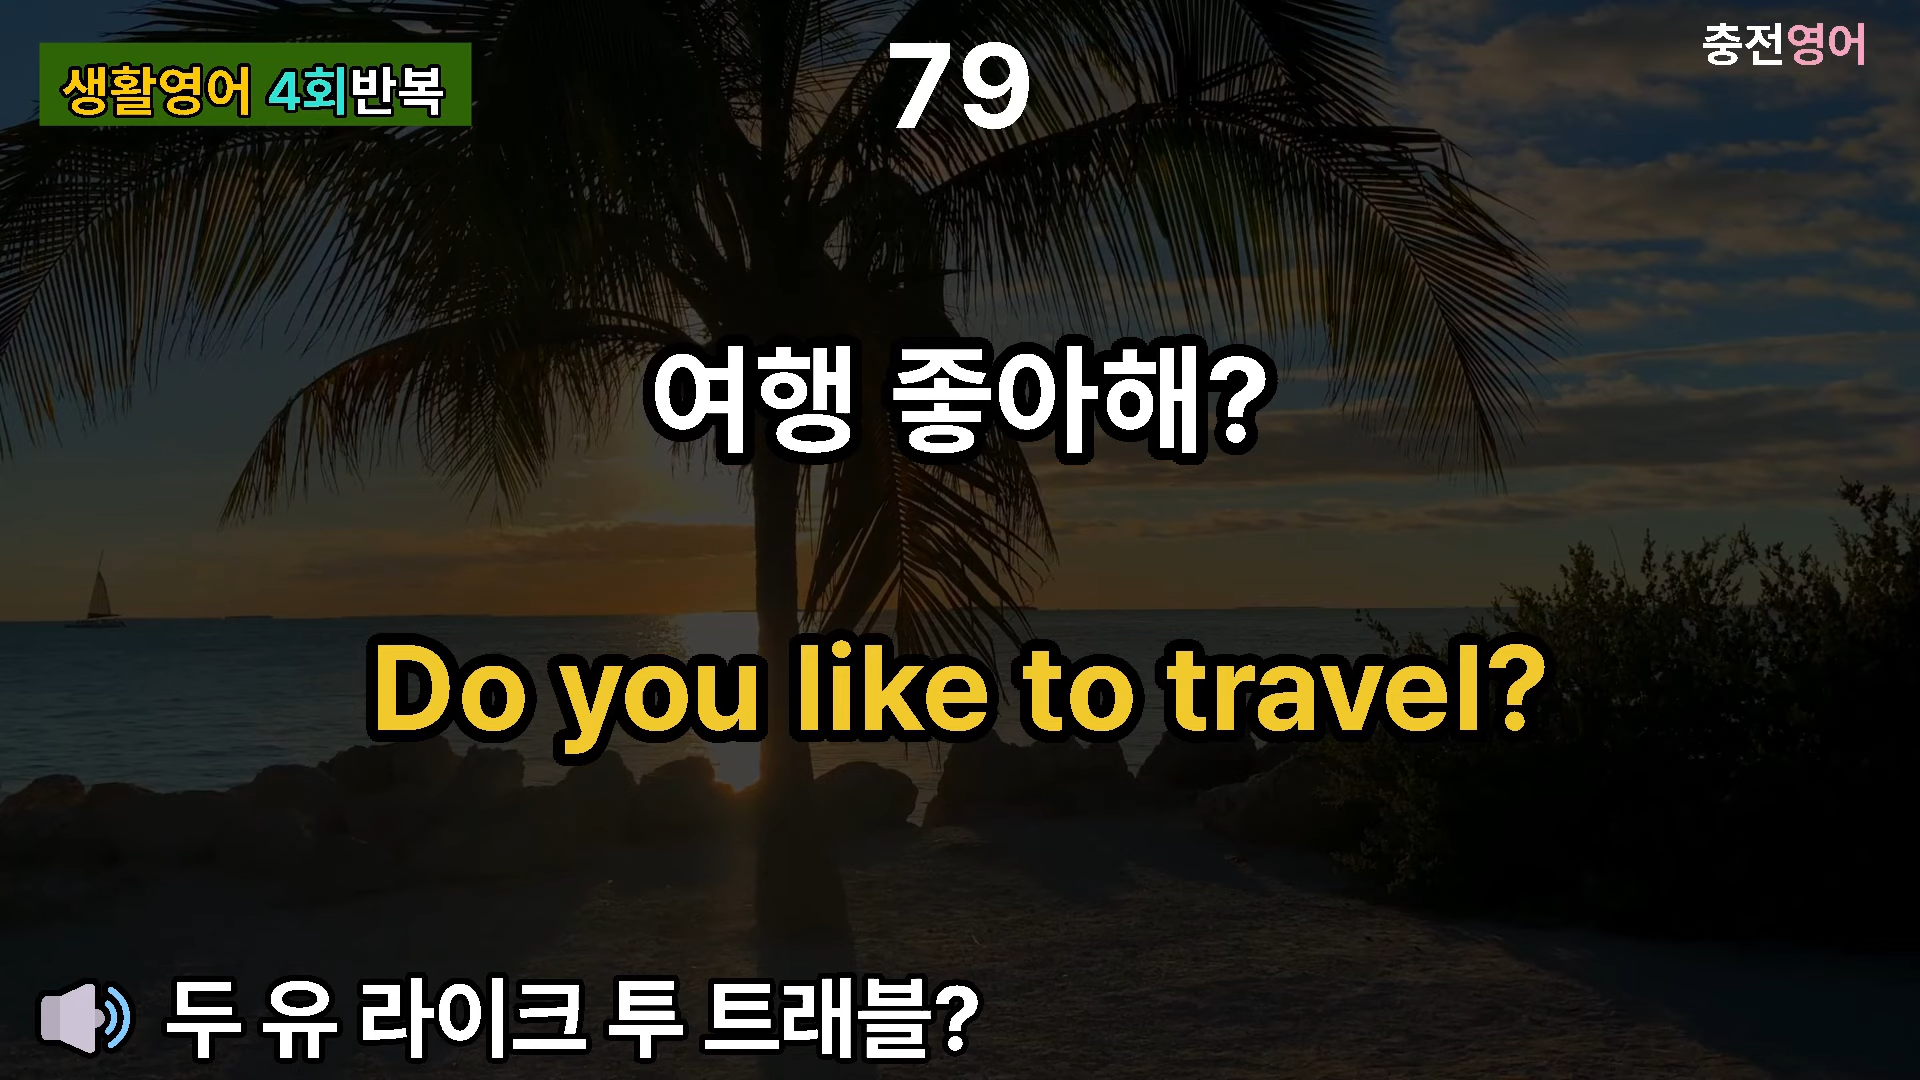 생활영어 4회반복
79
충전영어
여행 좋아해?
Do you like to travel?
두 유 라이크 투 트래블?